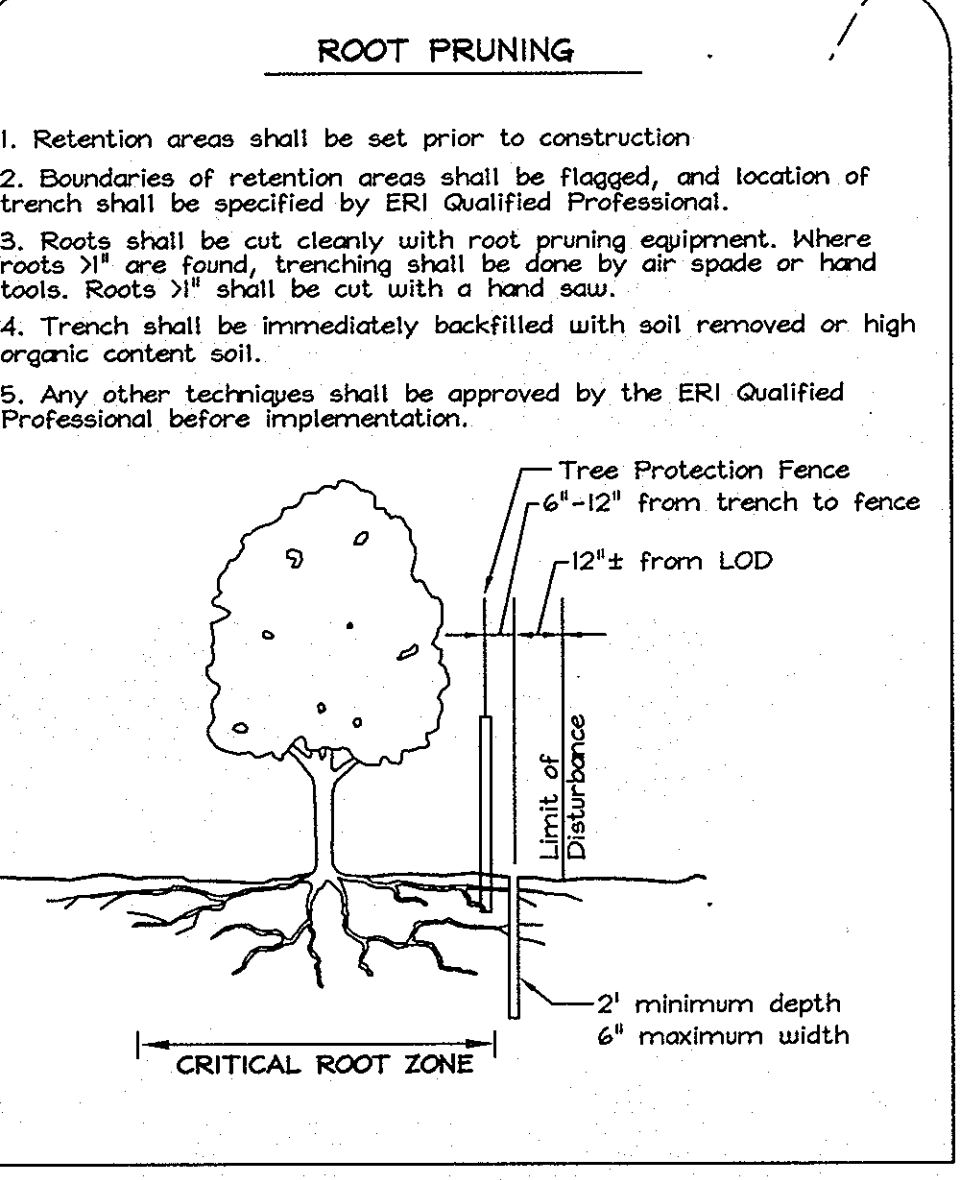 ROOT PRUNING
1. Retention areas shall be set prior to construction
2. Boundaries of retention areas shall be flagged, and location of
trench shall be specified by ERI Qualified Professional.
3. Roots shall be cut cleanly with root pruning equipment. Where
roots >1" are found, trenching shall be done by air spade or hand
tools. Roots >1" shall be cut with a hand saw.
4. Trench shall be immediately backfilled with soil removed or high
organic content soil.
5. Any other techniques shall be approved by the ERI Qualified
Professional before implementation.
Tree Protection Fence
6"-12" from trench to fence
12"± from LOD
Limit of
Disturbance
2' minimum depth
6" maximum width
CRITICAL ROOT ZONE